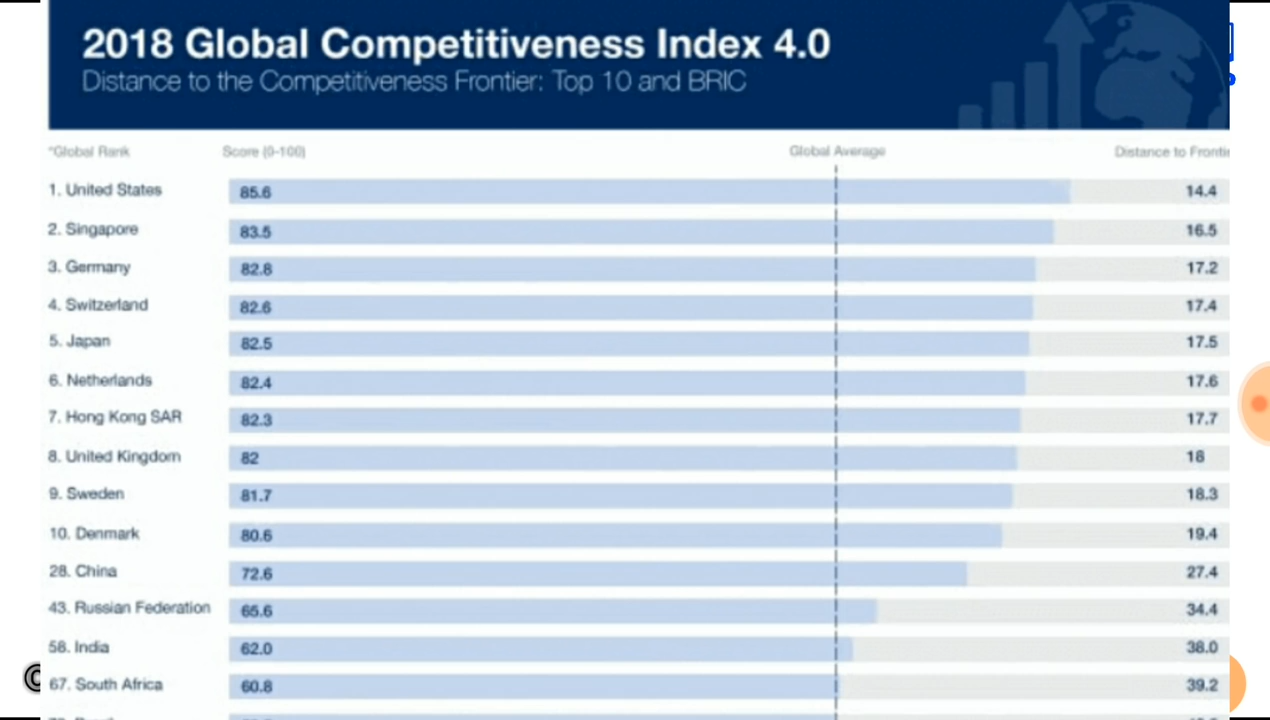 2018 Global Competitiveness Index 4.0
Distance to the Competitiveness Frontier: Top 10 and BRIC
*Global Rank Score (0-100) Global Average Distance to
1. United States 85.6 14.4
2. Singapore 83.5 16.5
3. Germany 82.8 17.2
4. Switzerland 82.6 17.4
5. Japan 82.5 17.5
6. Netherlands 82.4 17.6
7. Hong Kong SAR 82.3 17.7
8. United Kingdom 82 18
9. Sweden 81.7 18.3
10. Denmark 80.6 19.4
28. China 72.6 27.4
43. Russian Federation 65.6 34.4
58. India 62.0 38.0
67. South Africa 60.8 39.2